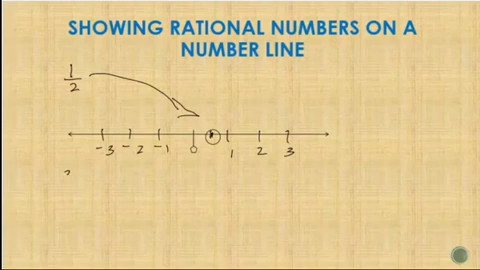 SHOWING RATIONAL NUMBERS ON A
NUMBER LINE
1
2
-3 -2 -1 0 1 2 3